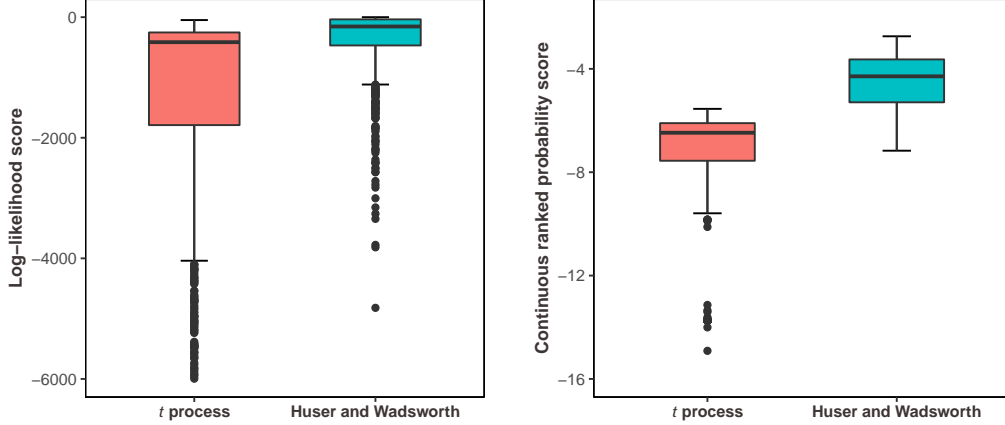 Log−likelihood score
0
−2000
−4000
−6000
t process
Huser and Wadsworth
Continuous ranked probability score
−4
−8
−12
−16
t process
Huser and Wadsworth